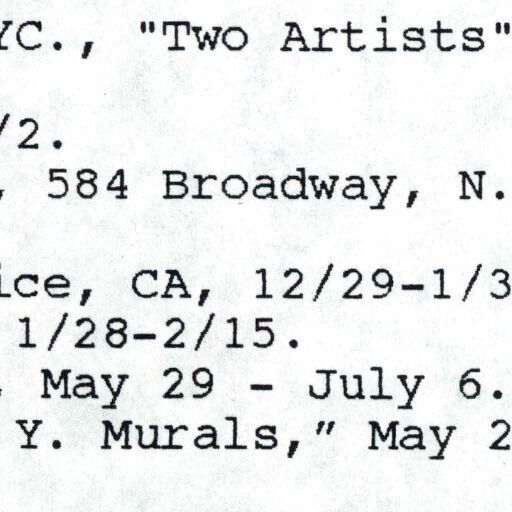 YC., "Two Artists"
/2.
, 584 Broadway, N.
ice, CA, 12/29-1/3
1/28-2/15.
. May 29 - July 6.
Y. Murals," May 2